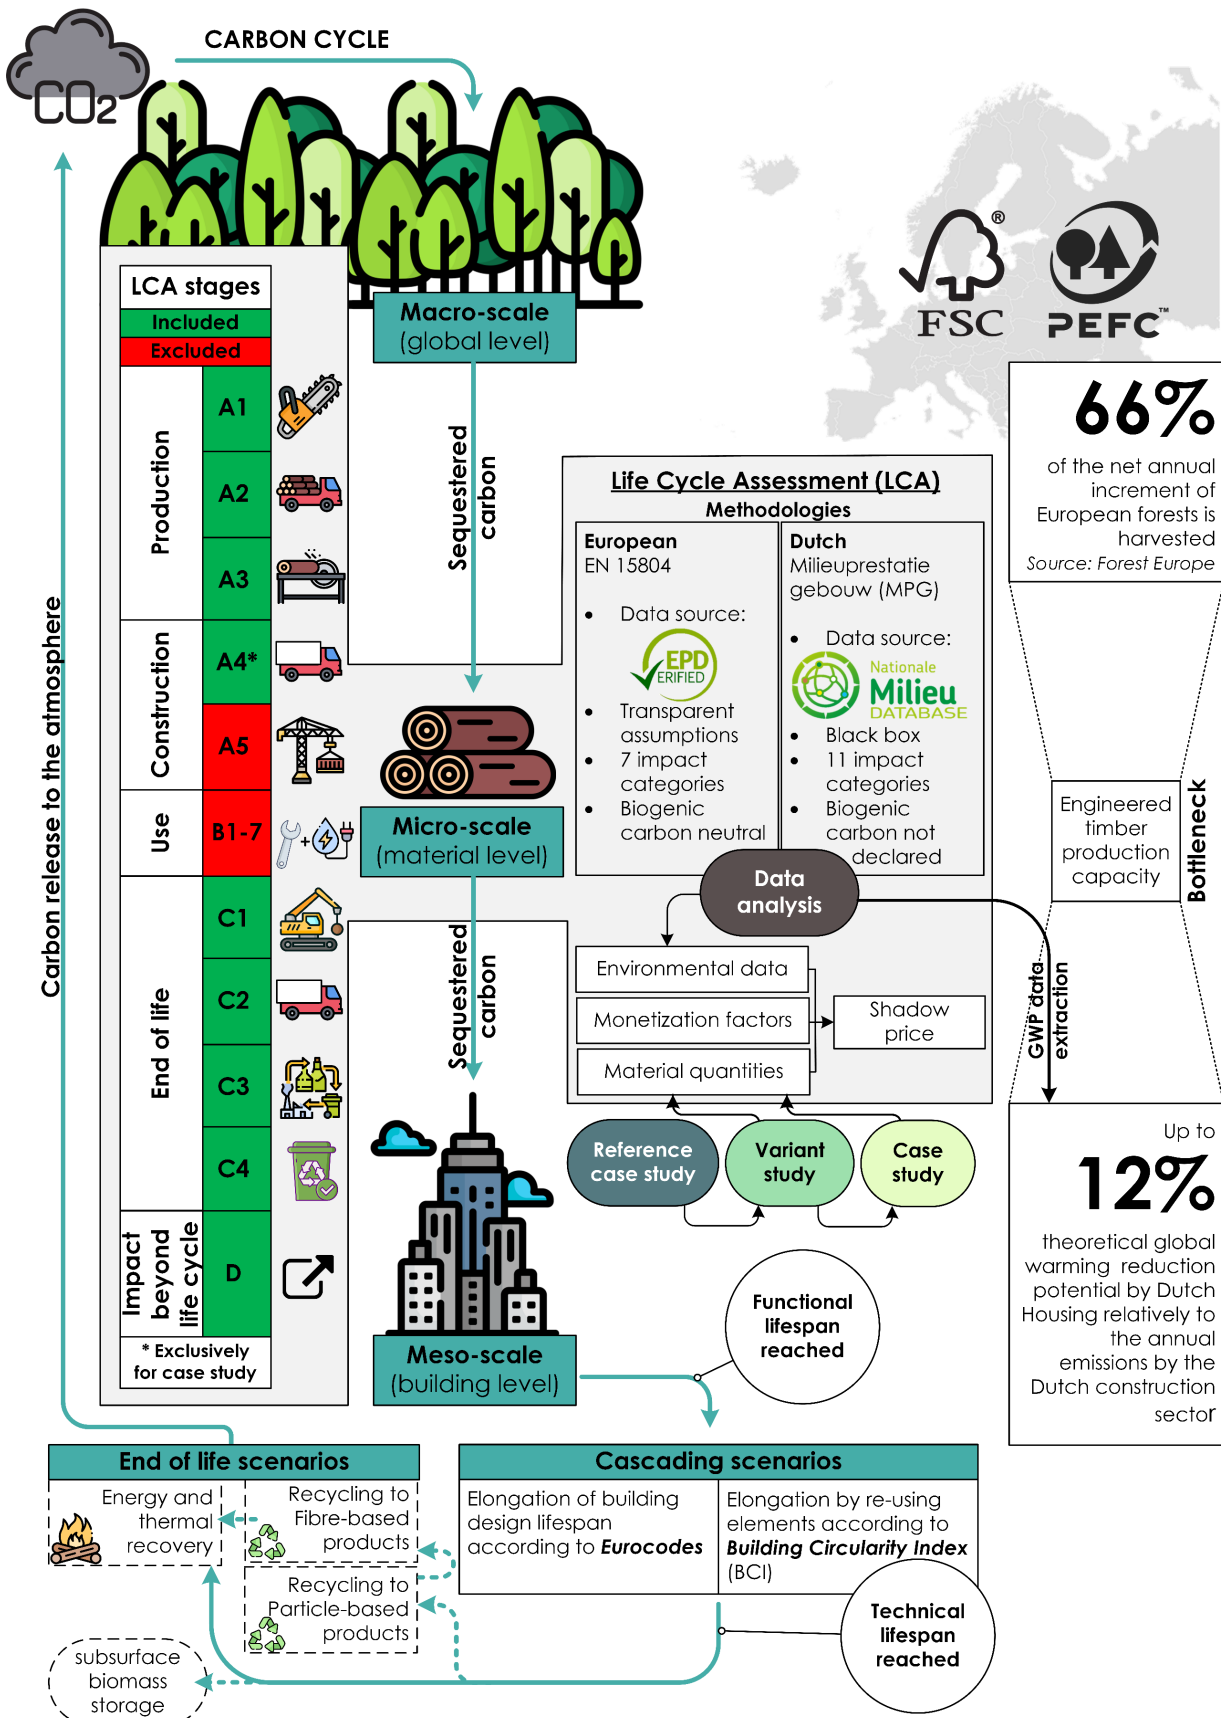 CARBON CYCLE
CO2
FSC
®
PEFC™
LCA stages
Included
Excluded
Production
A1
A2
A3
Construction
A4*
A5
Use
B1-7
End of life
C1
C2
C3
C4
Impact
beyond
life cycle
D
* Exclusively
for case study
Carbon release to the atmosphere
Macro-scale
(global level)
Sequestered
carbon
Micro-scale
(material level)
Sequestered
carbon
Meso-scale
(building level)
Life Cycle Assessment (LCA)
Methodologies
European
EN 15804
• Data source:
EPD
VERIFIED
• Transparent
assumptions
• 7 impact
categories
• Biogenic
carbon neutral
Dutch
Milieuprestatie
gebouw (MPG)
• Data source:
Nationale
Milieu
DATABASE
• Black box
• 11 impact
categories
• Biogenic
carbon not
declared
Data
analysis
Environmental data
Monetization factors
Material quantities
Shadow
price
Reference
case study
Variant
study
Case
study
66%
of the net annual
increment of
European forests is
harvested
Source: Forest Europe
Engineered
timber
production
capacity
Bottleneck
GWP data
extraction
Up to
12%
theoretical global
warming reduction
potential by Dutch
Housing relatively to
the annual
emissions by the
Dutch construction
sector
Functional
lifespan
reached
End of life scenarios
Energy and
thermal
recovery
Recycling to
Fibre-based
products
Recycling to
Particle-based
products
subsurface
biomass
storage
Cascading scenarios
Elongation of building
design lifespan
according to Eurocodes
Elongation by re-using
elements according to
Building Circularity Index
(BCI)
Technical
lifespan
reached